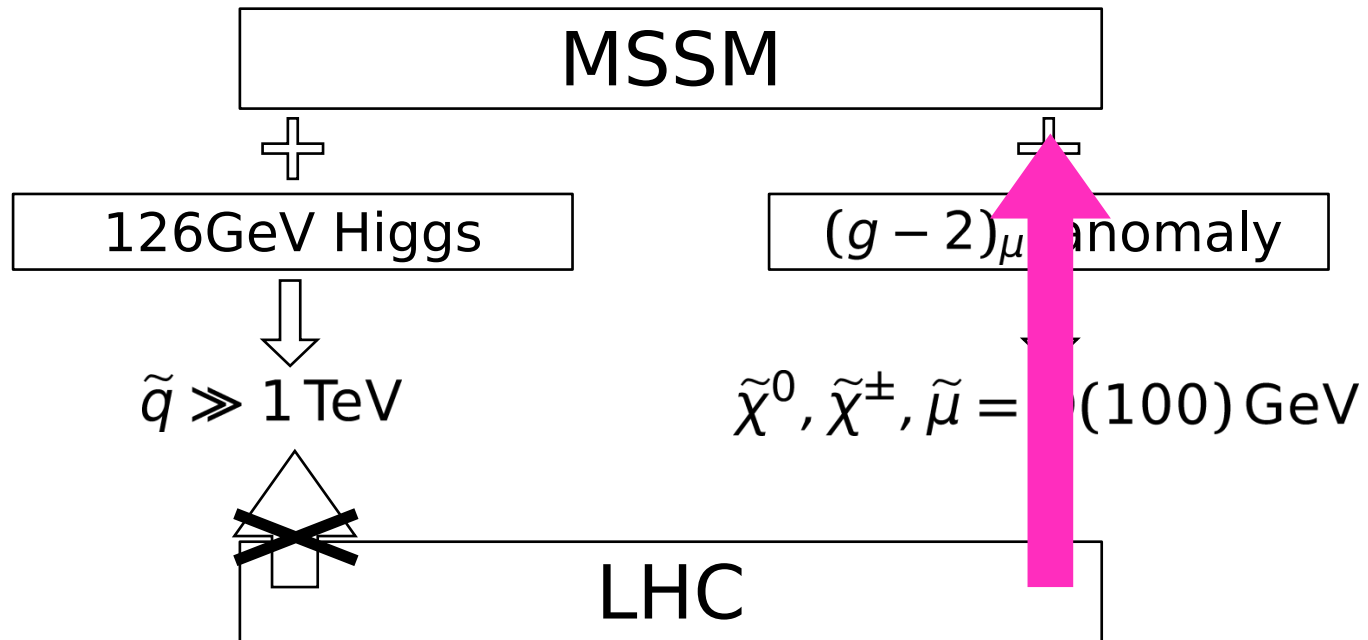 MSSM
126GeV Higgs
(g − 2)μ anomaly
q̃ ≫ 1 TeV
χ̃⁰, χ̃±, μ̃ = O(100) GeV
LHC